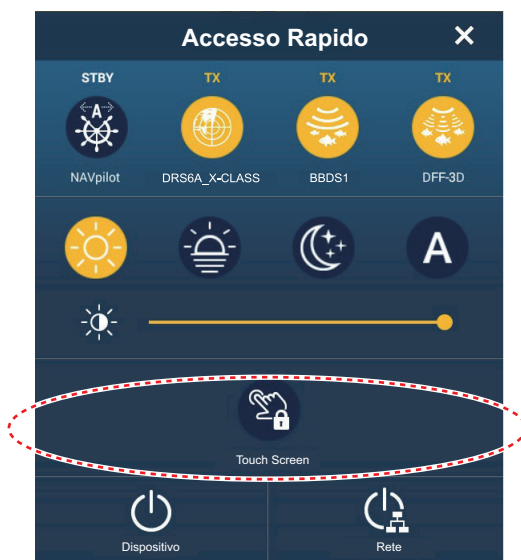 Accesso Rapido
STBY TX TX TX
A
NAVpilot DRS6A_X-CLASS BBDS1 DFF-3D
A
Touch Screen
Dispositivo Rete